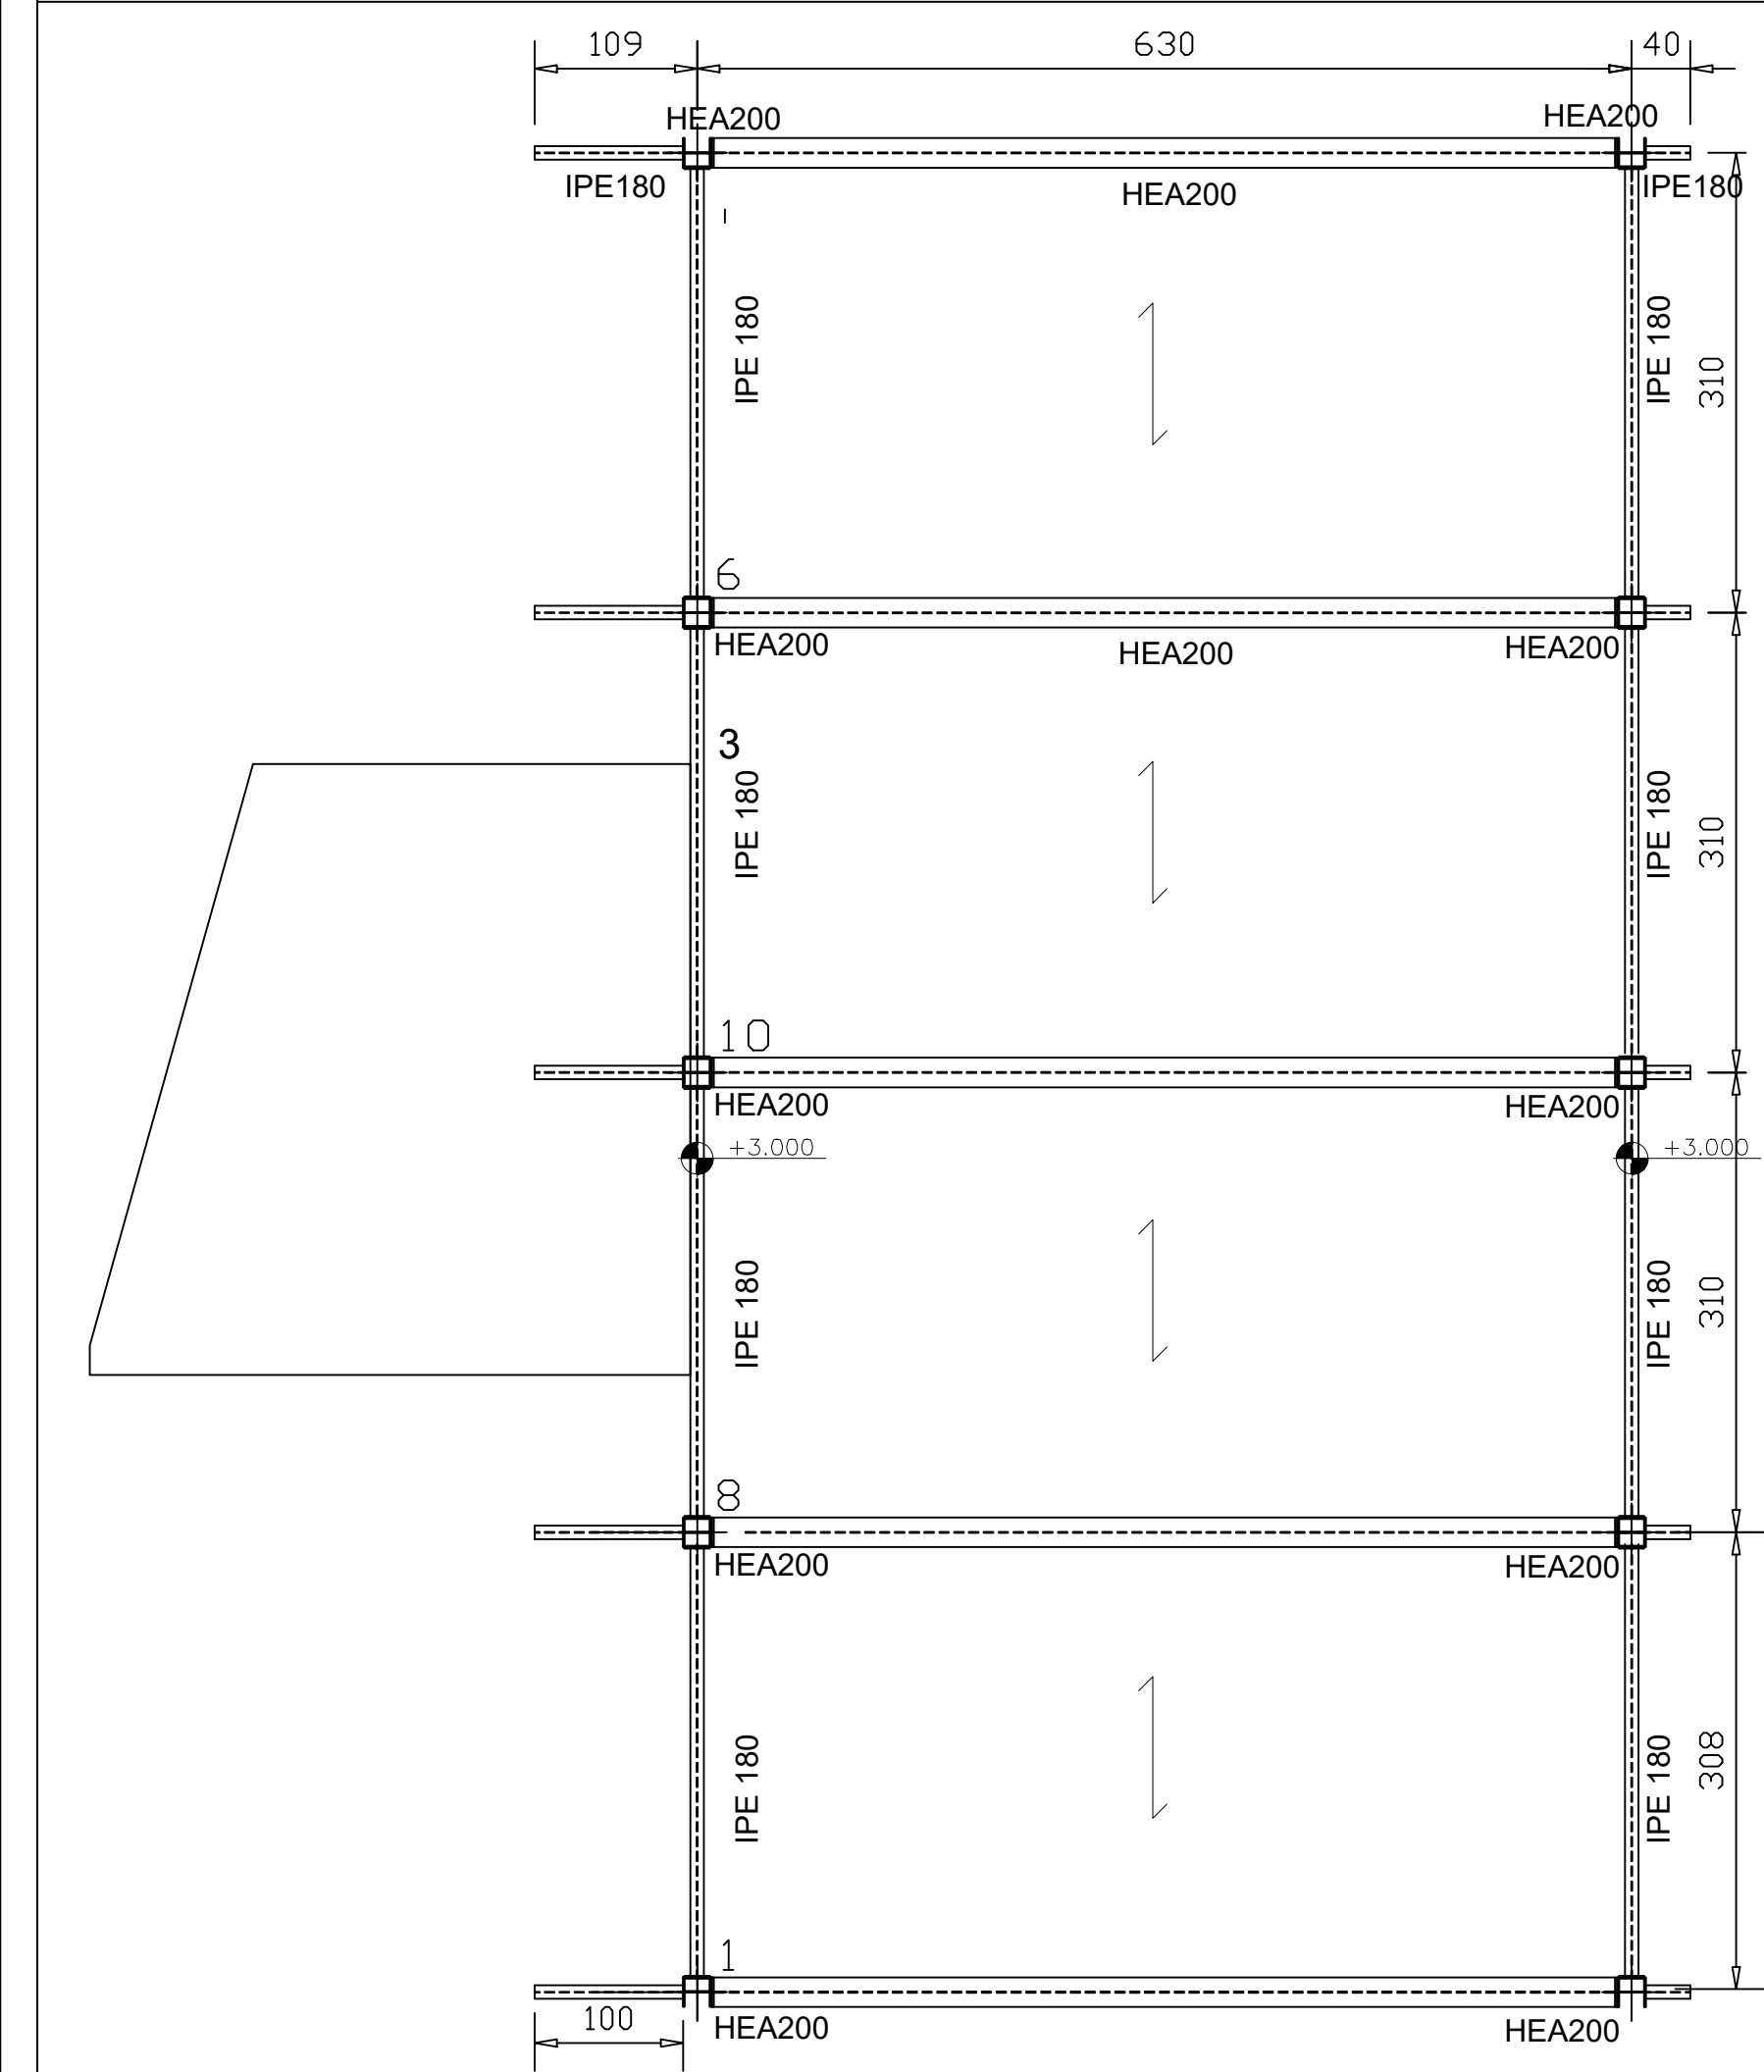 109 630 40
HEA200 HEA200
IPE180 HEA200 IPE180
IPE 180 IPE 180 310
6
HEA200 HEA200 HEA200
3
IPE 180 IPE 180 310
10
HEA200 HEA200
+3.000 +3.000
IPE 180 IPE 180 310
8
HEA200 HEA200
IPE 180 IPE 180 308
1
100 HEA200 HEA200